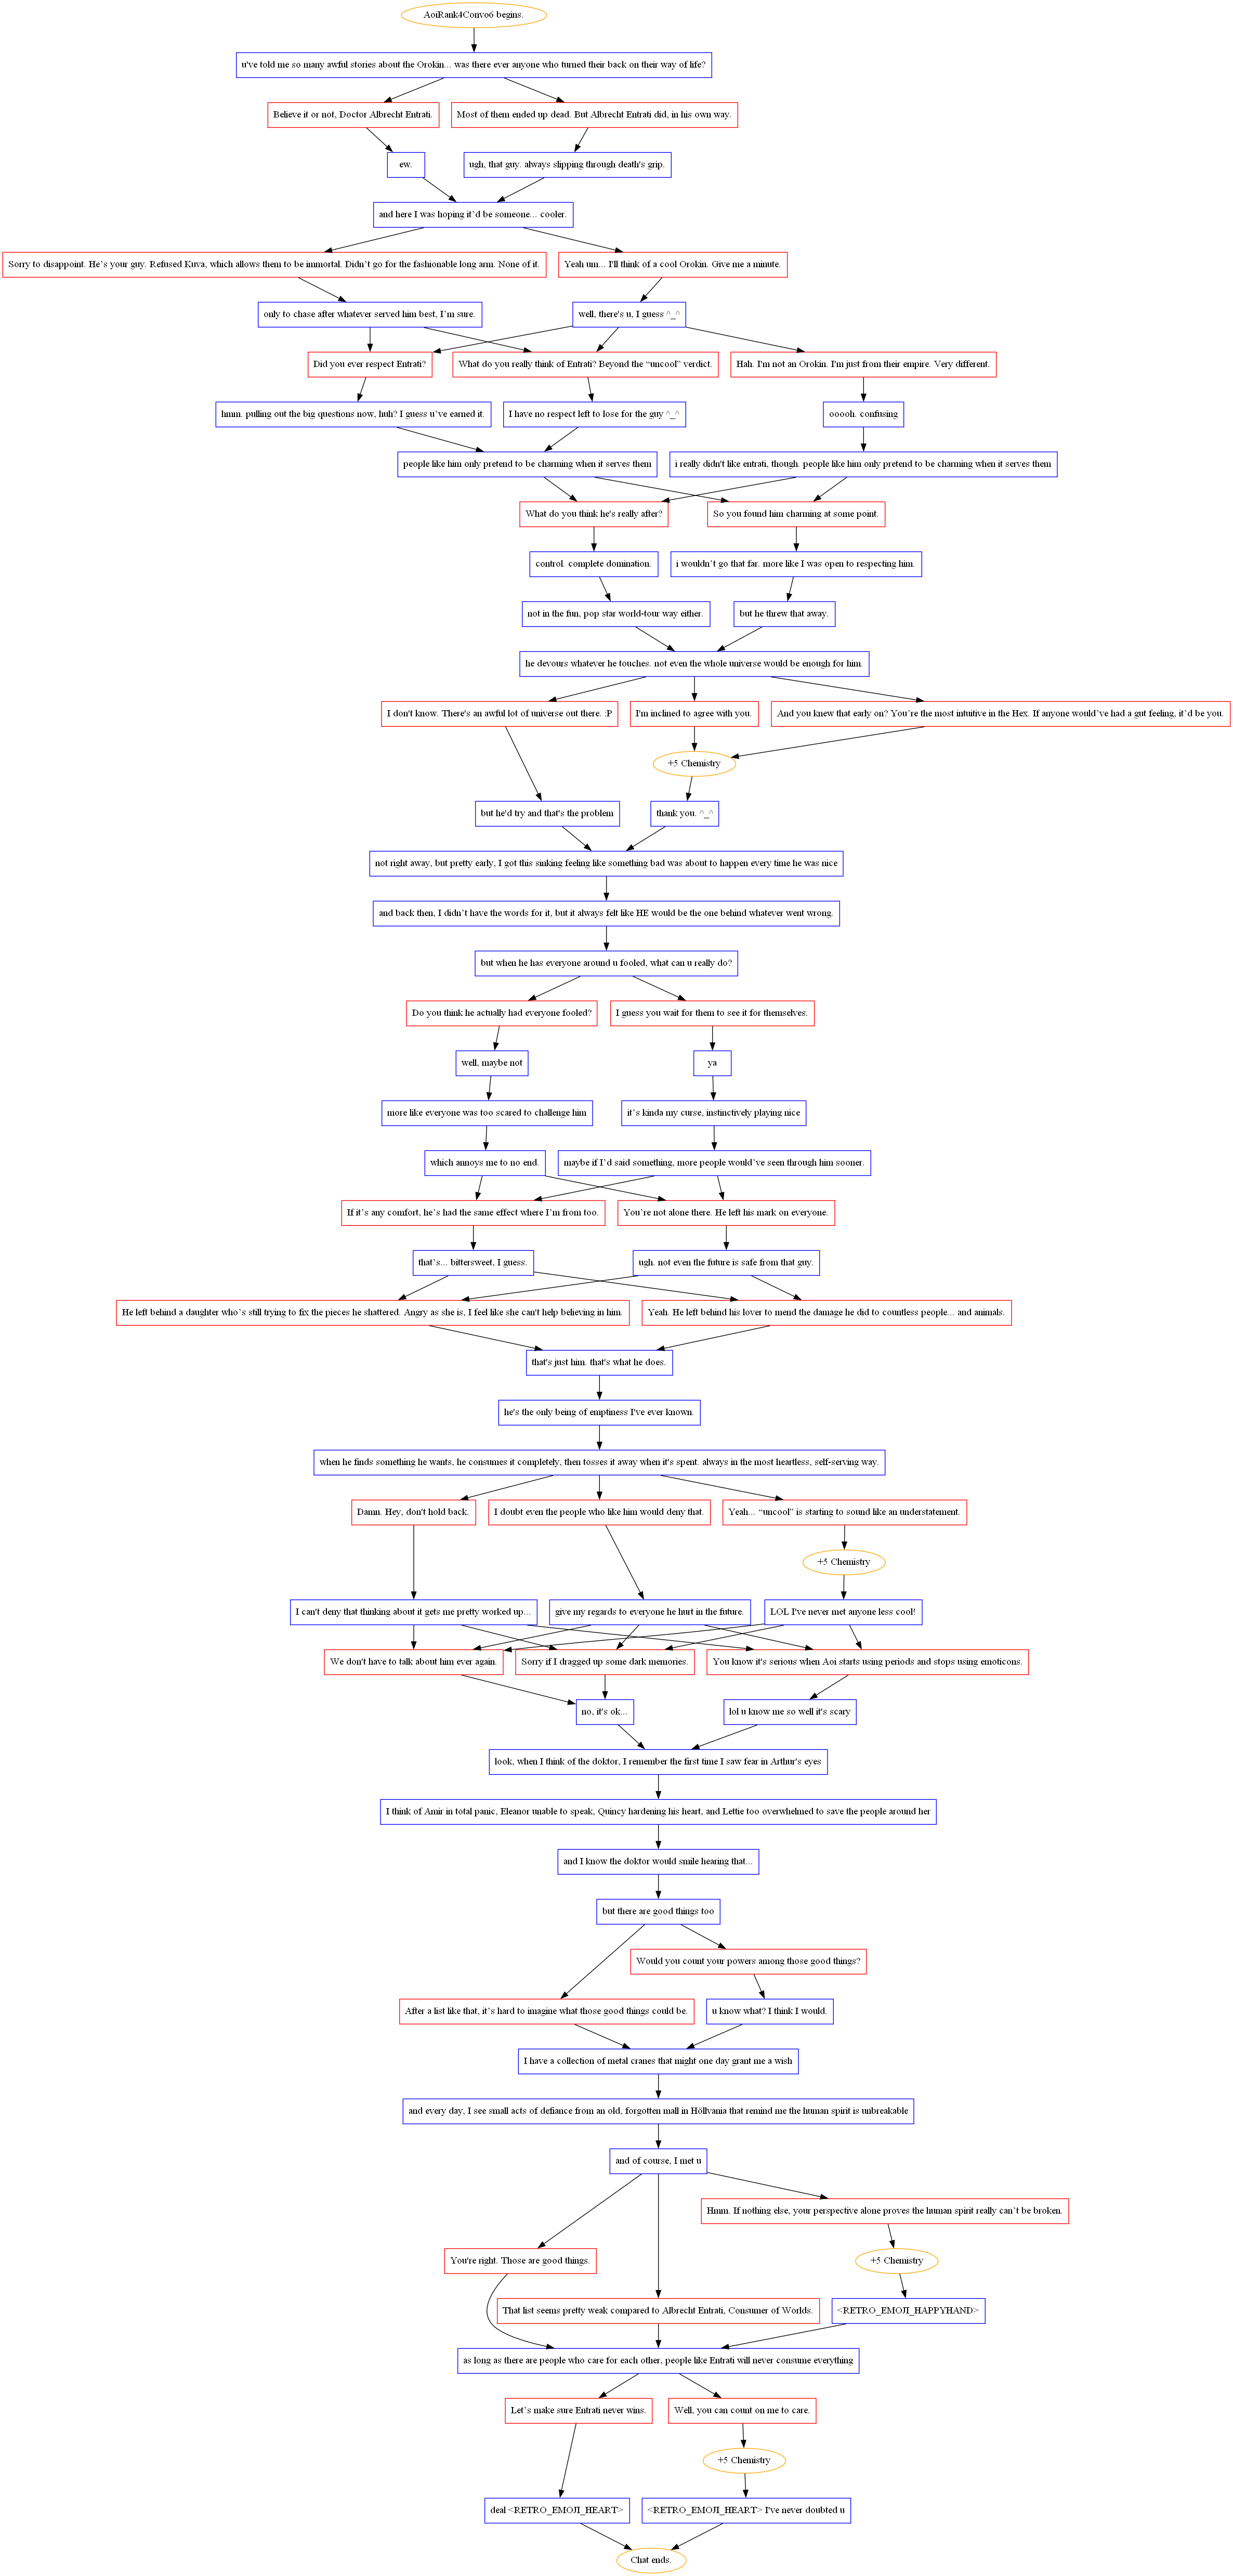 AoiRank4Convo6 begins.
u've told me so many awful stories about the Orokin... was there ever anyone who turned their back on their way of life?
Believe it or not, Doctor Albrecht Entrati.
Most of them ended up dead. But Albrecht Entrati did, in his own way.
ew.
ugh, that guy. always slipping through death's grip.
and here I was hoping it’d be someone... cooler.
Sorry to disappoint. He’s your guy. Refused Kuva, which allows them to be immortal. Didn’t go for the fashionable long arm. None of it.
Yeah um... I'll think of a cool Orokin. Give me a minute.
only to chase after whatever served him best, I’m sure.
well, there's u, I guess ^_^
Did you ever respect Entrati?
What do you really think of Entrati? Beyond the “uncool” verdict.
Hah. I'm not an Orokin. I'm just from their empire. Very different.
hmm. pulling out the big questions now, huh? I guess u’ve earned it.
I have no respect left to lose for the guy ^_^
ooooh. confusing
people like him only pretend to be charming when it serves them
i really didn't like entrati, though. people like him only pretend to be charming when it serves them
What do you think he's really after?
So you found him charming at some point.
control. complete domination.
i wouldn’t go that far. more like I was open to respecting him.
not in the fun, pop star world-tour way either.
but he threw that away.
he devours whatever he touches. not even the whole universe would be enough for him.
I don't know. There's an awful lot of universe out there. :P
I'm inclined to agree with you.
And you knew that early on? You’re the most intuitive in the Hex. If anyone would’ve had a gut feeling, it’d be you.
+5 Chemistry
but he'd try and that's the problem
thank you. ^_^
not right away, but pretty early, I got this sinking feeling like something bad was about to happen every time he was nice
and back then, I didn’t have the words for it, but it always felt like HE would be the one behind whatever went wrong.
but when he has everyone around u fooled, what can u really do?
Do you think he actually had everyone fooled?
I guess you wait for them to see it for themselves.
well, maybe not
ya
more like everyone was too scared to challenge him
it’s kinda my curse, instinctively playing nice
which annoys me to no end.
maybe if I’d said something, more people would’ve seen through him sooner.
If it’s any comfort, he’s had the same effect where I’m from too.
You’re not alone there. He left his mark on everyone.
that’s... bittersweet, I guess.
ugh. not even the future is safe from that guy.
He left behind a daughter who’s still trying to fix the pieces he shattered. Angry as she is, I feel like she can't help believing in him.
Yeah. He left behind his lover to mend the damage he did to countless people... and animals.
that's just him. that's what he does.
he's the only being of emptiness I've ever known.
when he finds something he wants, he consumes it completely, then tosses it away when it's spent. always in the most heartless, self-serving way.
Damn. Hey, don't hold back.
I doubt even the people who like him would deny that.
Yeah... “uncool” is starting to sound like an understatement.
+5 Chemistry
I can't deny that thinking about it gets me pretty worked up...
give my regards to everyone he hurt in the future.
LOL I've never met anyone less cool!
We don't have to talk about him ever again.
Sorry if I dragged up some dark memories.
You know it's serious when Aoi starts using periods and stops using emoticons.
no, it's ok...
lol u know me so well it's scary
look, when I think of the doktor, I remember the first time I saw fear in Arthur's eyes
I think of Amir in total panic, Eleanor unable to speak, Quincy hardening his heart, and Lettie too overwhelmed to save the people around her
and I know the doktor would smile hearing that...
but there are good things too
Would you count your powers among those good things?
After a list like that, it’s hard to imagine what those good things could be.
u know what? I think I would.
I have a collection of metal cranes that might one day grant me a wish
and every day, I see small acts of defiance from an old, forgotten mall in Höllvania that remind me the human spirit is unbreakable
and of course, I met u
Hmm. If nothing else, your perspective alone proves the human spirit really can’t be broken.
You're right. Those are good things.
+5 Chemistry
That list seems pretty weak compared to Albrecht Entrati, Consumer of Worlds.
<RETRO_EMOJI_HAPPYHAND>
as long as there are people who care for each other, people like Entrati will never consume everything
Let’s make sure Entrati never wins.
Well, you can count on me to care.
+5 Chemistry
deal <RETRO_EMOJI_HEART>
<RETRO_EMOJI_HEART> I've never doubted u
Chat ends.